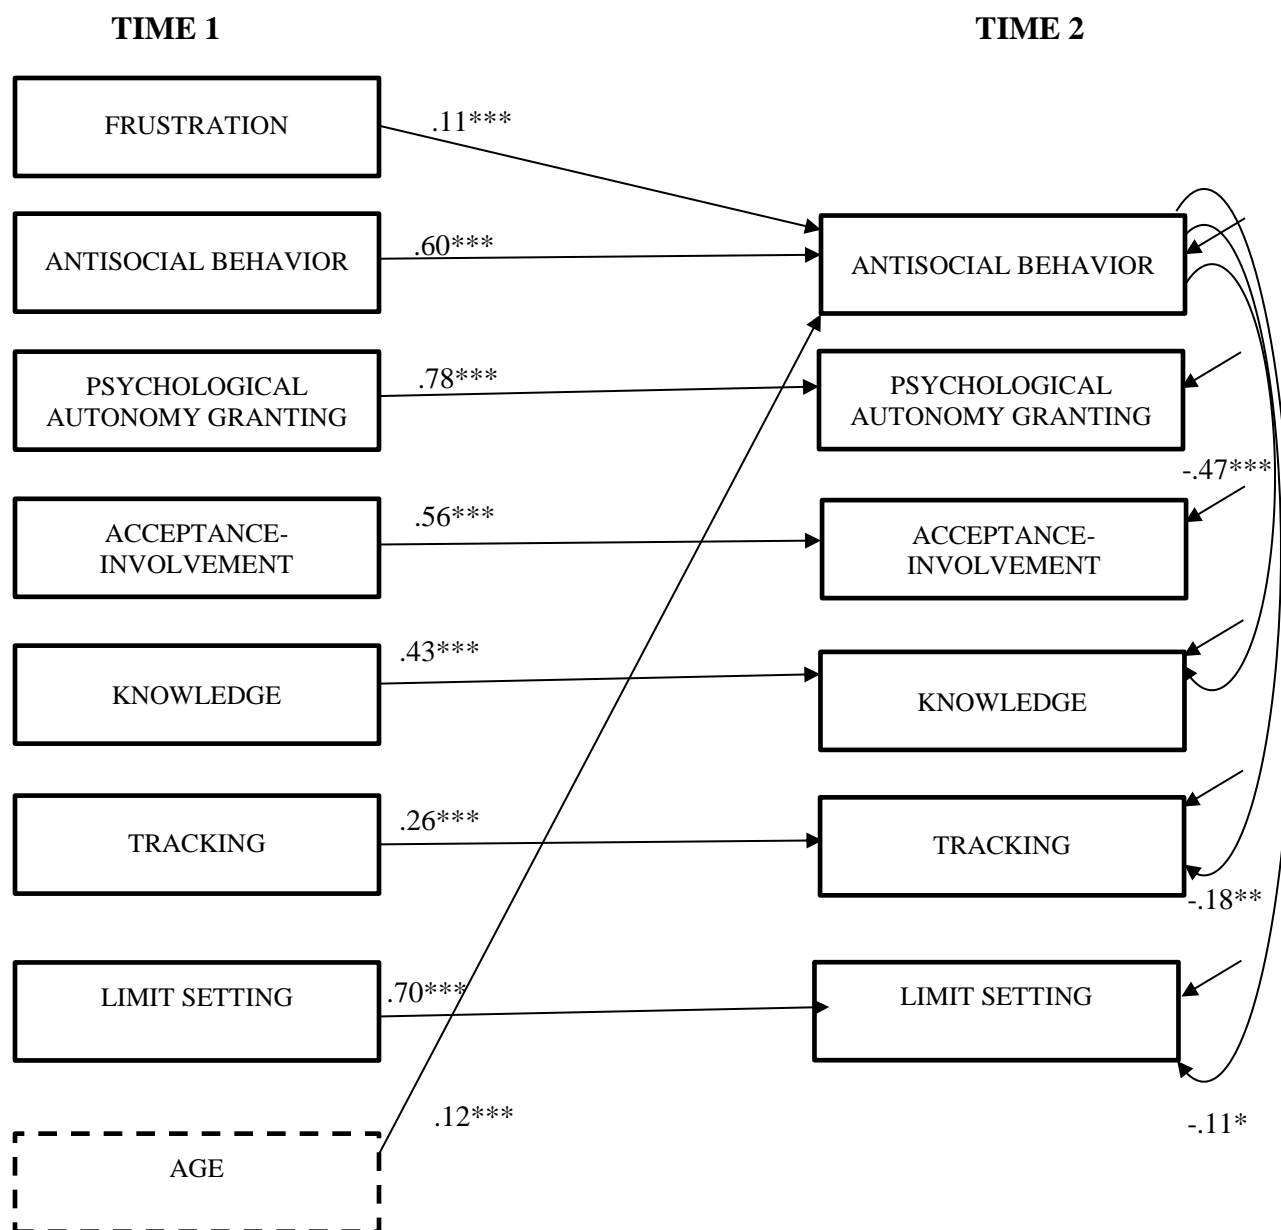 TIME 1
TIME 2
FRUSTRATION
.11***
ANTISOCIAL BEHAVIOR
.60***
ANTISOCIAL BEHAVIOR
PSYCHOLOGICAL
AUTONOMY GRANTING
.78***
PSYCHOLOGICAL
AUTONOMY GRANTING
-.47***
ACCEPTANCE-
INVOLVEMENT
.56***
ACCEPTANCE-
INVOLVEMENT
KNOWLEDGE
.43***
KNOWLEDGE
TRACKING
.26***
TRACKING
-.18**
LIMIT SETTING
.70***
LIMIT SETTING
.12***
-.11*
AGE